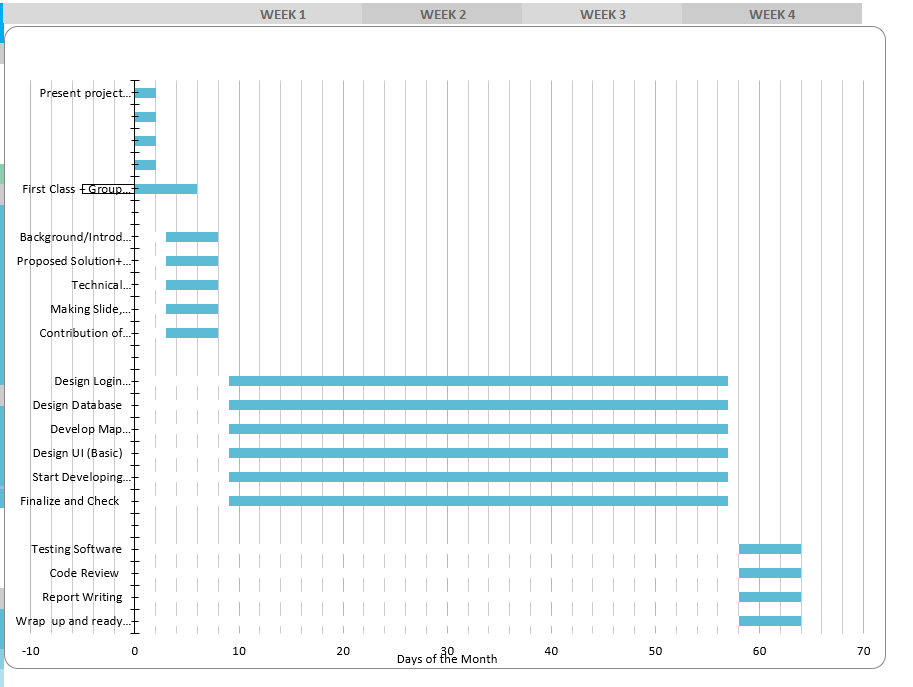 WEEK 1 WEEK 2 WEEK 3 WEEK 4
Present project...
First Class - Group...
Background/Introd...
Proposed Solution+...
Technical...
Making Slide,...
Contribution of...
Design Login...
Design Database
Develop Map...
Design UI (Basic)
Start Developing...
Finalize and Check
Testing Software
Code Review
Report Writing
Wrap up and ready...
-10 0 10 20 30 40 50 60 70
Days of the Month